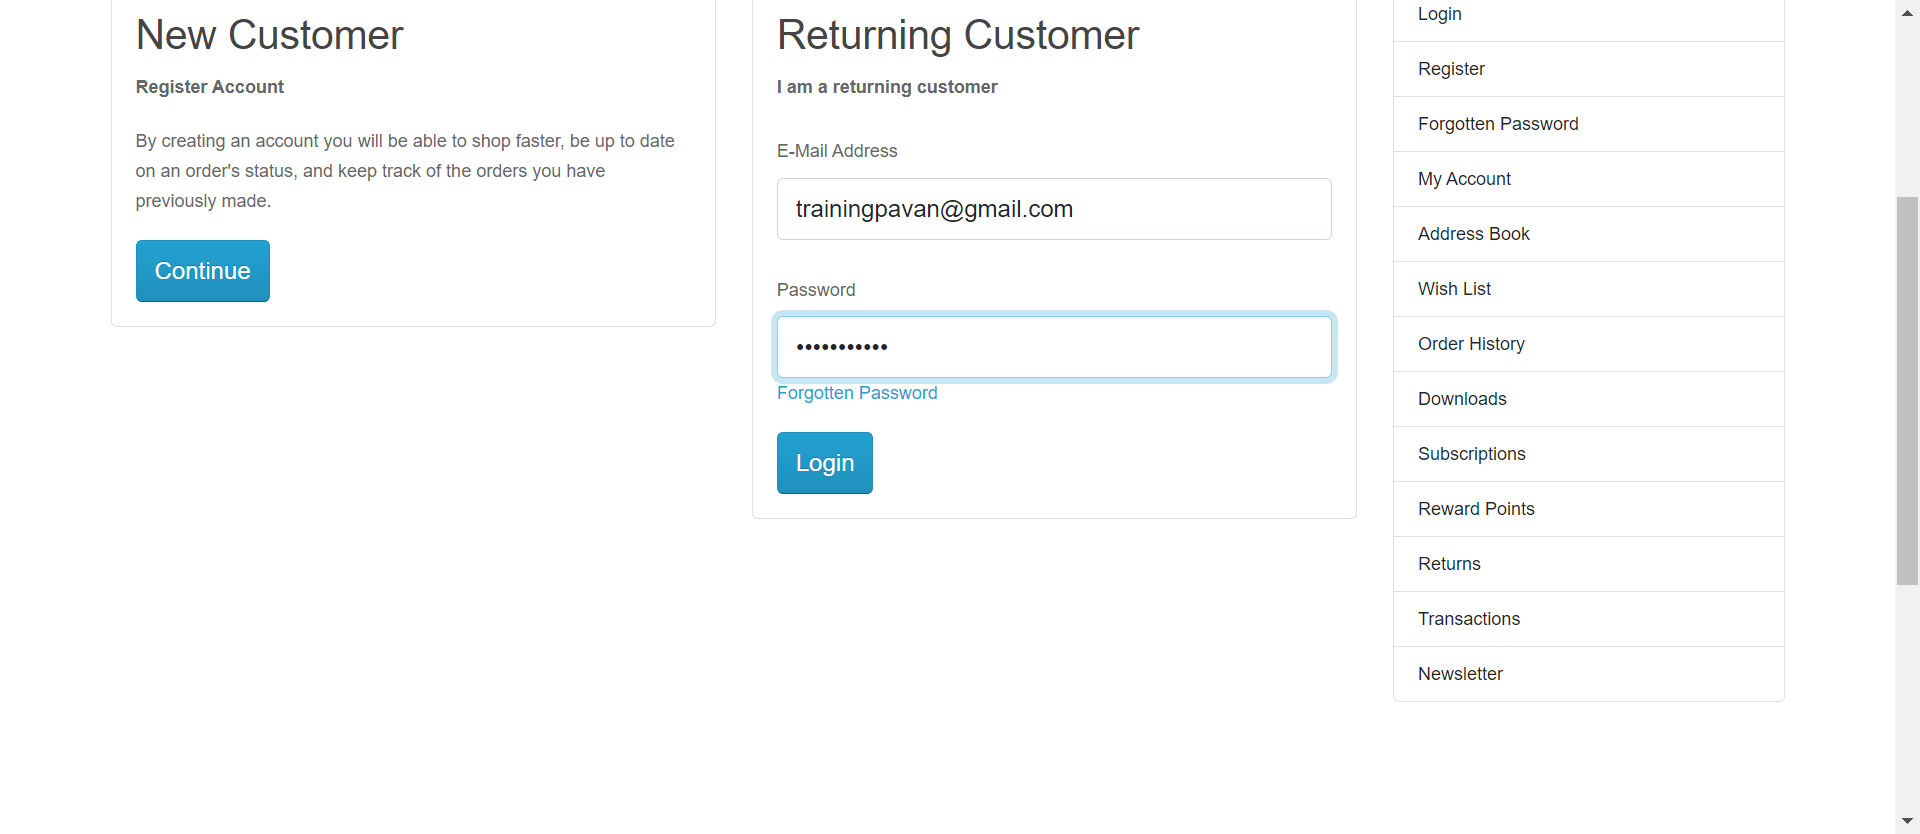 New Customer
Register Account
By creating an account you will be able to shop faster, be up to date
on an order's status, and keep track of the orders you have
previously made.
Continue
Returning Customer
I am a returning customer
E-Mail Address
trainingpavan@gmail.com
Password
•••••••••••
Forgotten Password
Login
Login
Register
Forgotten Password
My Account
Address Book
Wish List
Order History
Downloads
Subscriptions
Reward Points
Returns
Transactions
Newsletter